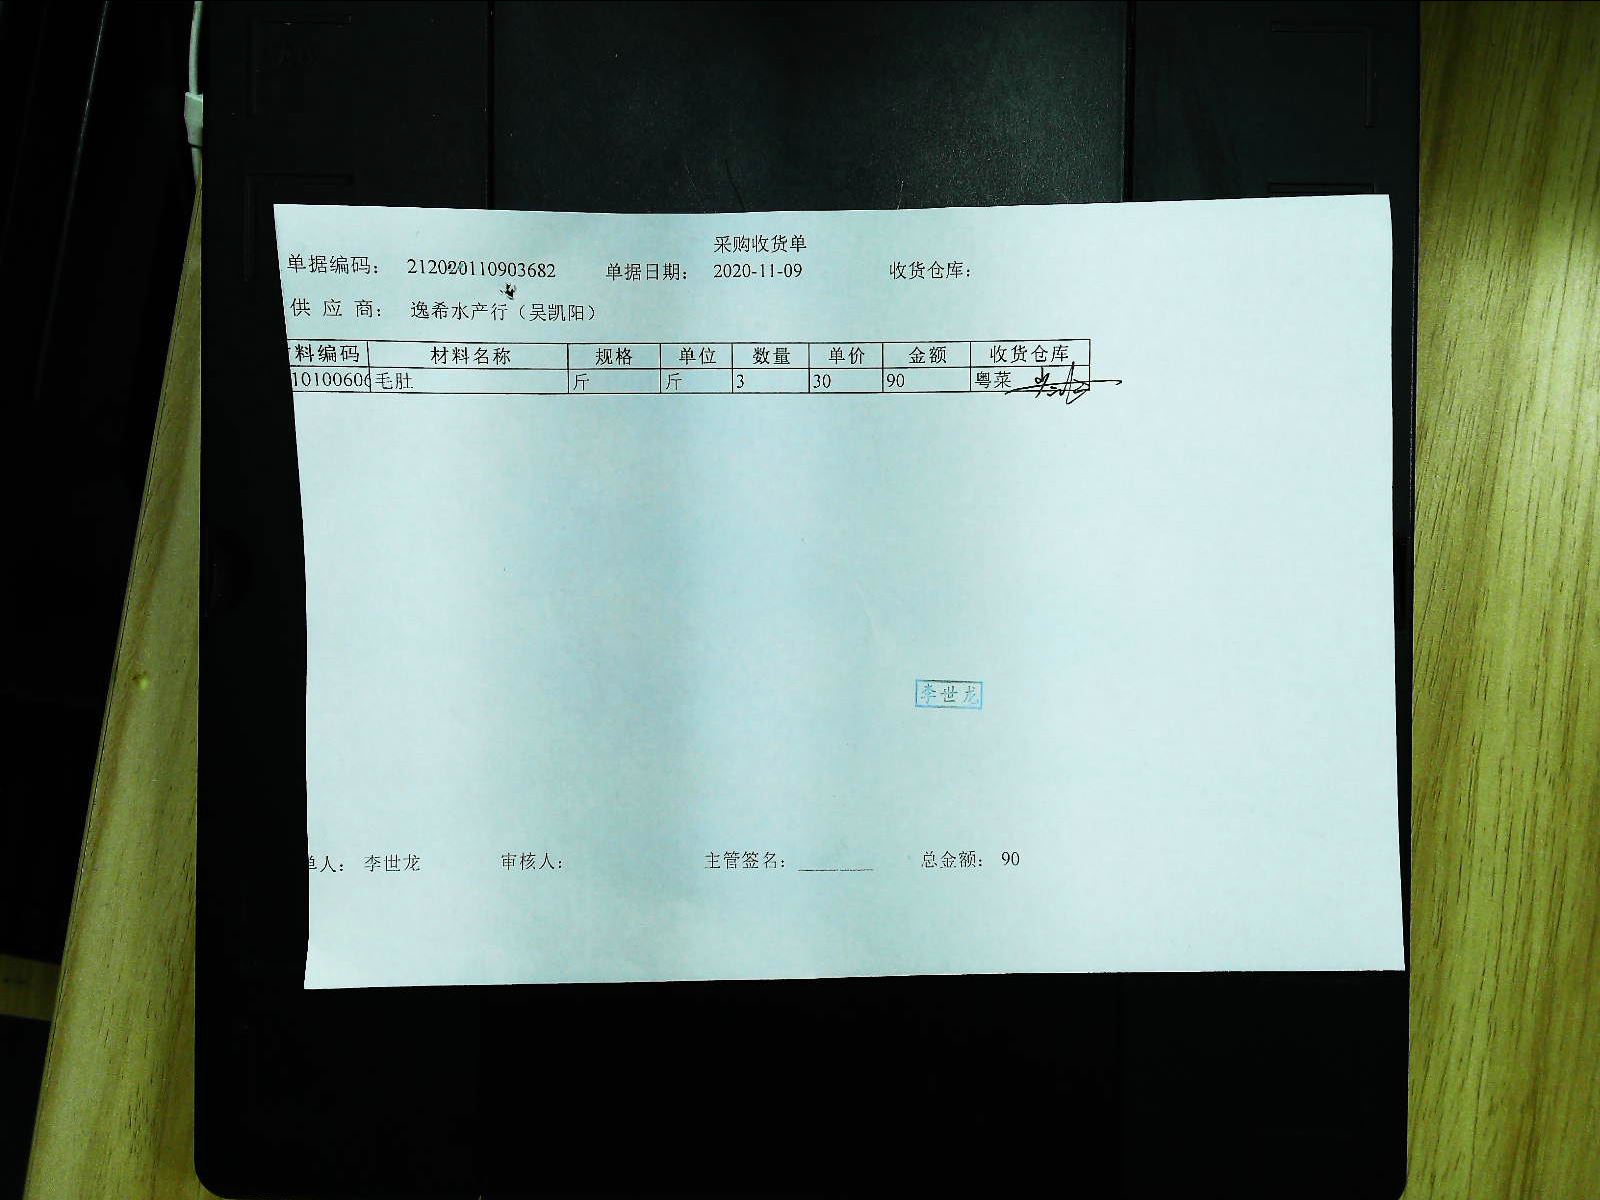 采购收货单
单据编码： 212020110903682 单据日期： 2020-11-09 收货仓库：
供 应 商： 逸希水产行（吴凯阳）
料编码 材料名称 规格 单位 数量 单价 金额 收货仓库
10100606 毛肚 斤 斤 3 30 90 粤菜
李世龙
单人： 李世龙 审核人： 主管签名： 总金额： 90